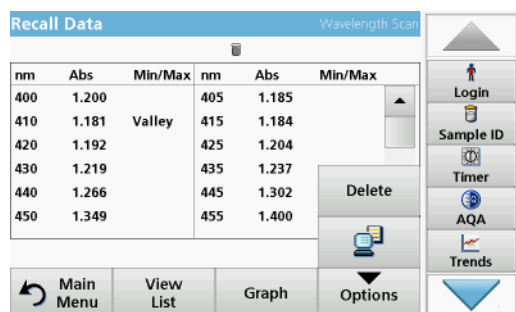 Recall Data Wavelength Scan
nm Abs Min/Max nm Abs Min/Max
400 1.200 405 1.185
410 1.181 Valley 415 1.184
420 1.192 425 1.204
430 1.219 435 1.237
440 1.266 445 1.302
450 1.349 455 1.400
Delete
Main Menu
View List
Graph
Options
Login
Sample ID
Timer
AQA
Trends